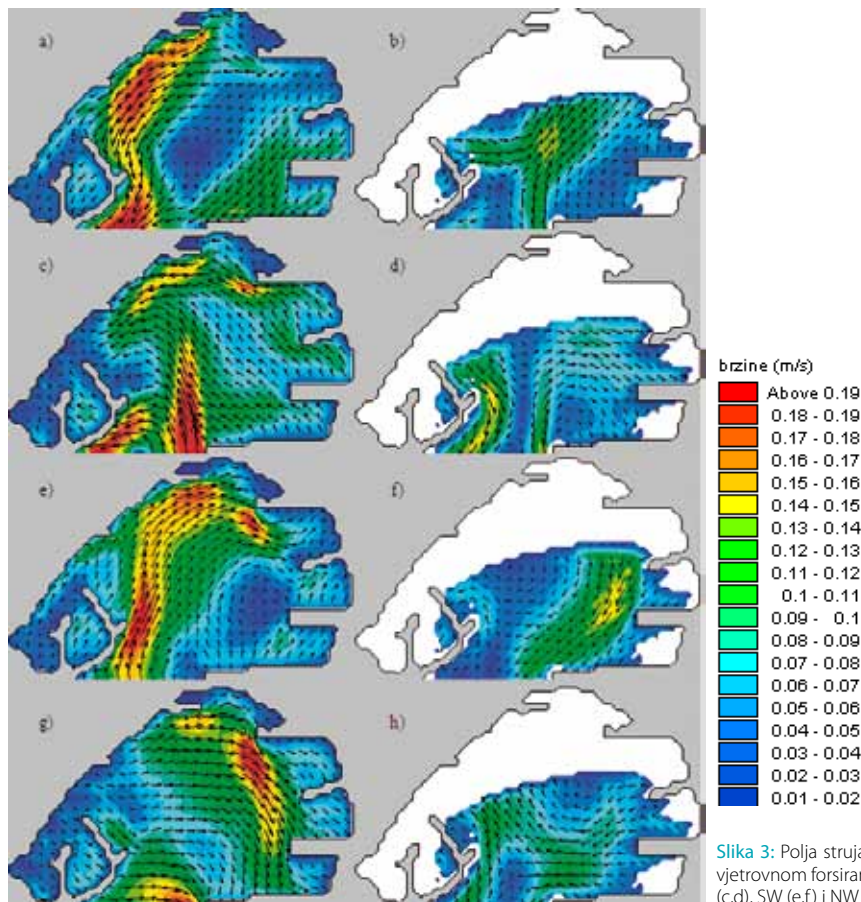 a)
b)
c)
d)
e)
f)
g)
h)
brzine (m/s)
Above 0.19
0.18 - 0.19
0.17 - 0.18
0.16 - 0.17
0.15 - 0.16
0.14 - 0.15
0.13 - 0.14
0.12 - 0.13
0.11 - 0.12
0.1 - 0.11
0.09 - 0.1
0.08 - 0.09
0.07 - 0.08
0.06 - 0.07
0.05 - 0.06
0.04 - 0.05
0.03 - 0.04
0.02 - 0.03
0.01 - 0.02
Slika 3: Polja struja
vjetrovnom forsiran
(c,d), SW (e,f) i NW